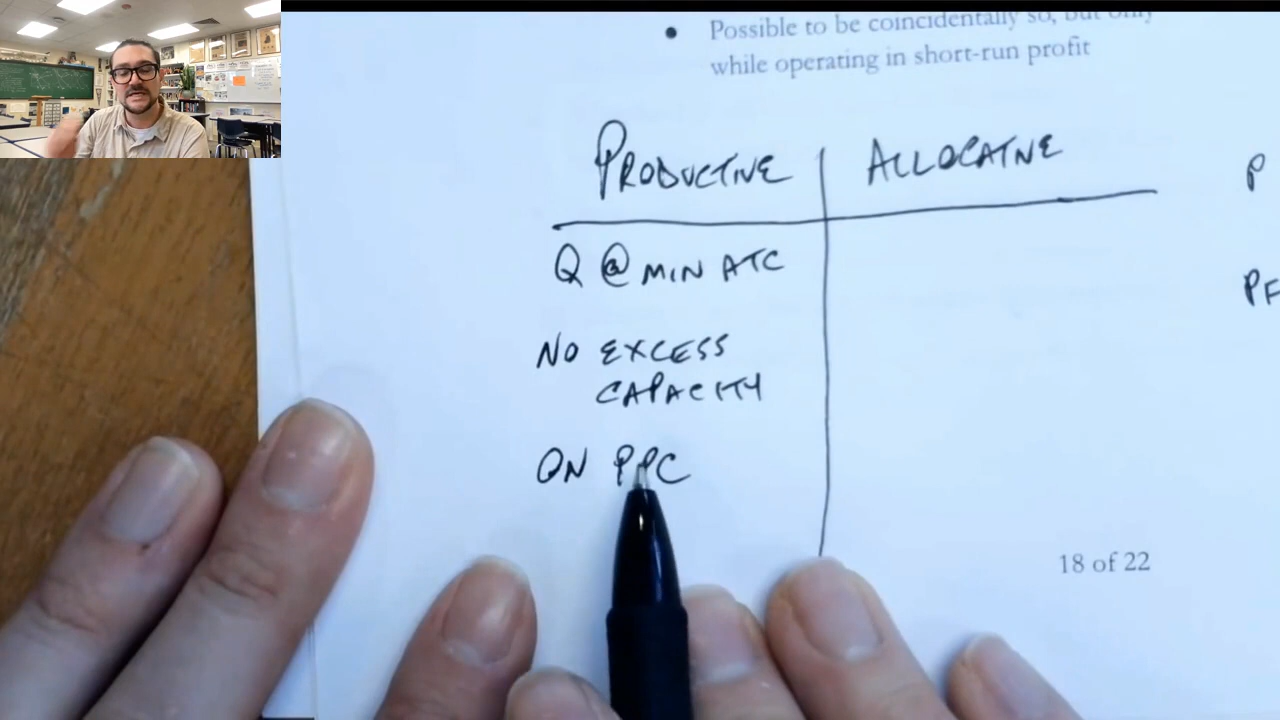 Possible to be coincidentally so, but only
while operating in short-run profit
PRODUCTIVE ALLOCATIVE
P
Q @ MIN ATC
PF
NO EXCESS
CAPACITY
ON PPC
18 of 22